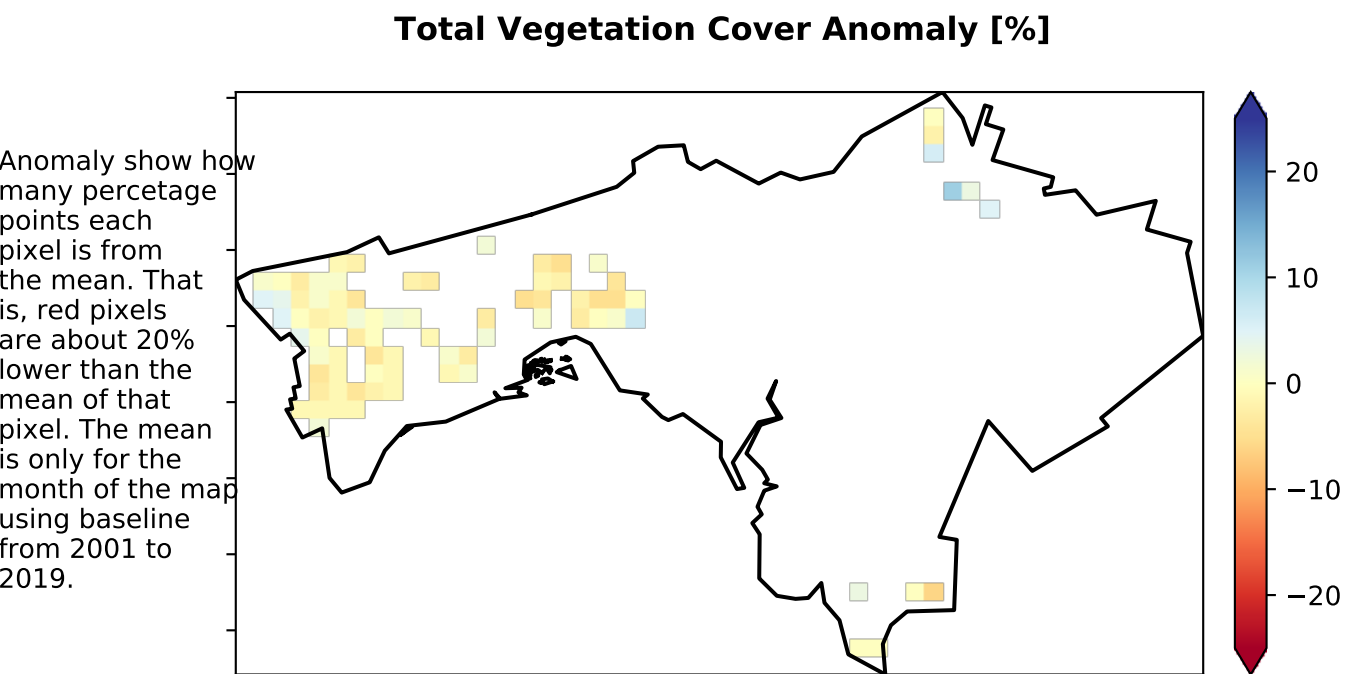 Total Vegetation Cover Anomaly [%]
Anomaly show how
many percetage
points each
pixel is from
the mean. That
is, red pixels
are about 20%
lower than the
mean of that
pixel. The mean
is only for the
month of the map
using baseline
from 2001 to
2019.
20
10
0
−10
−20